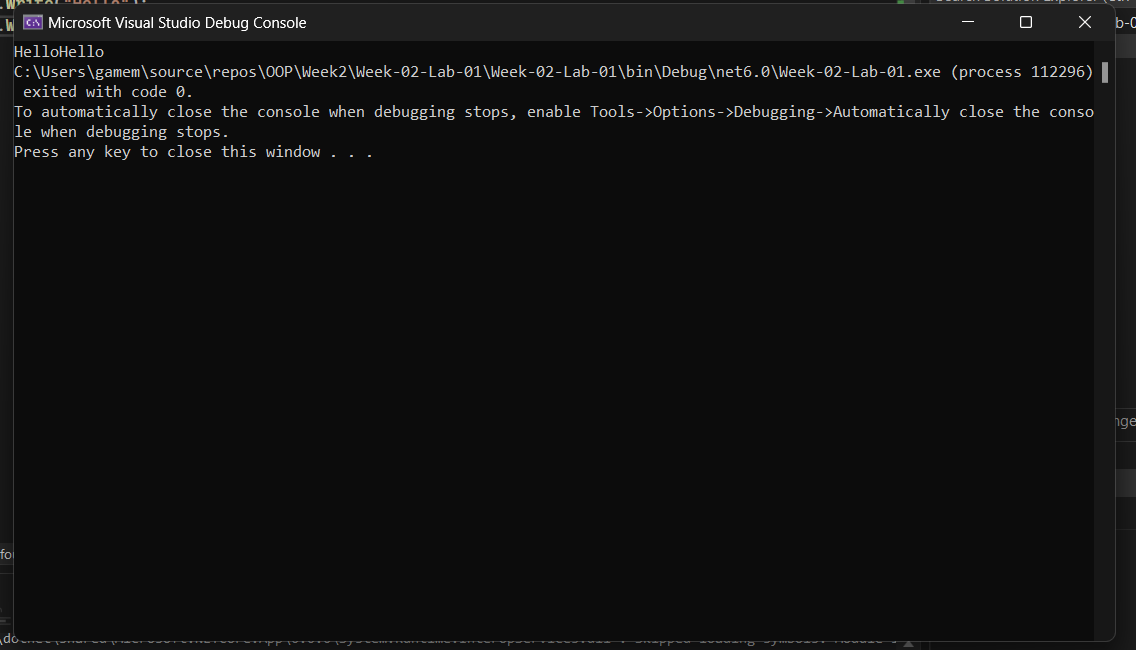 Microsoft Visual Studio Debug Console
HelloHello
C:\Users\gamem\source\repos\OOP\Week2\Week-02-Lab-01\Week-02-Lab-01\bin\Debug\net6.0\Week-02-Lab-01.exe (process 112296)
 exited with code 0.
To automatically close the console when debugging stops, enable Tools->Options->Debugging->Automatically close the conso
le when debugging stops.
Press any key to close this window . . .